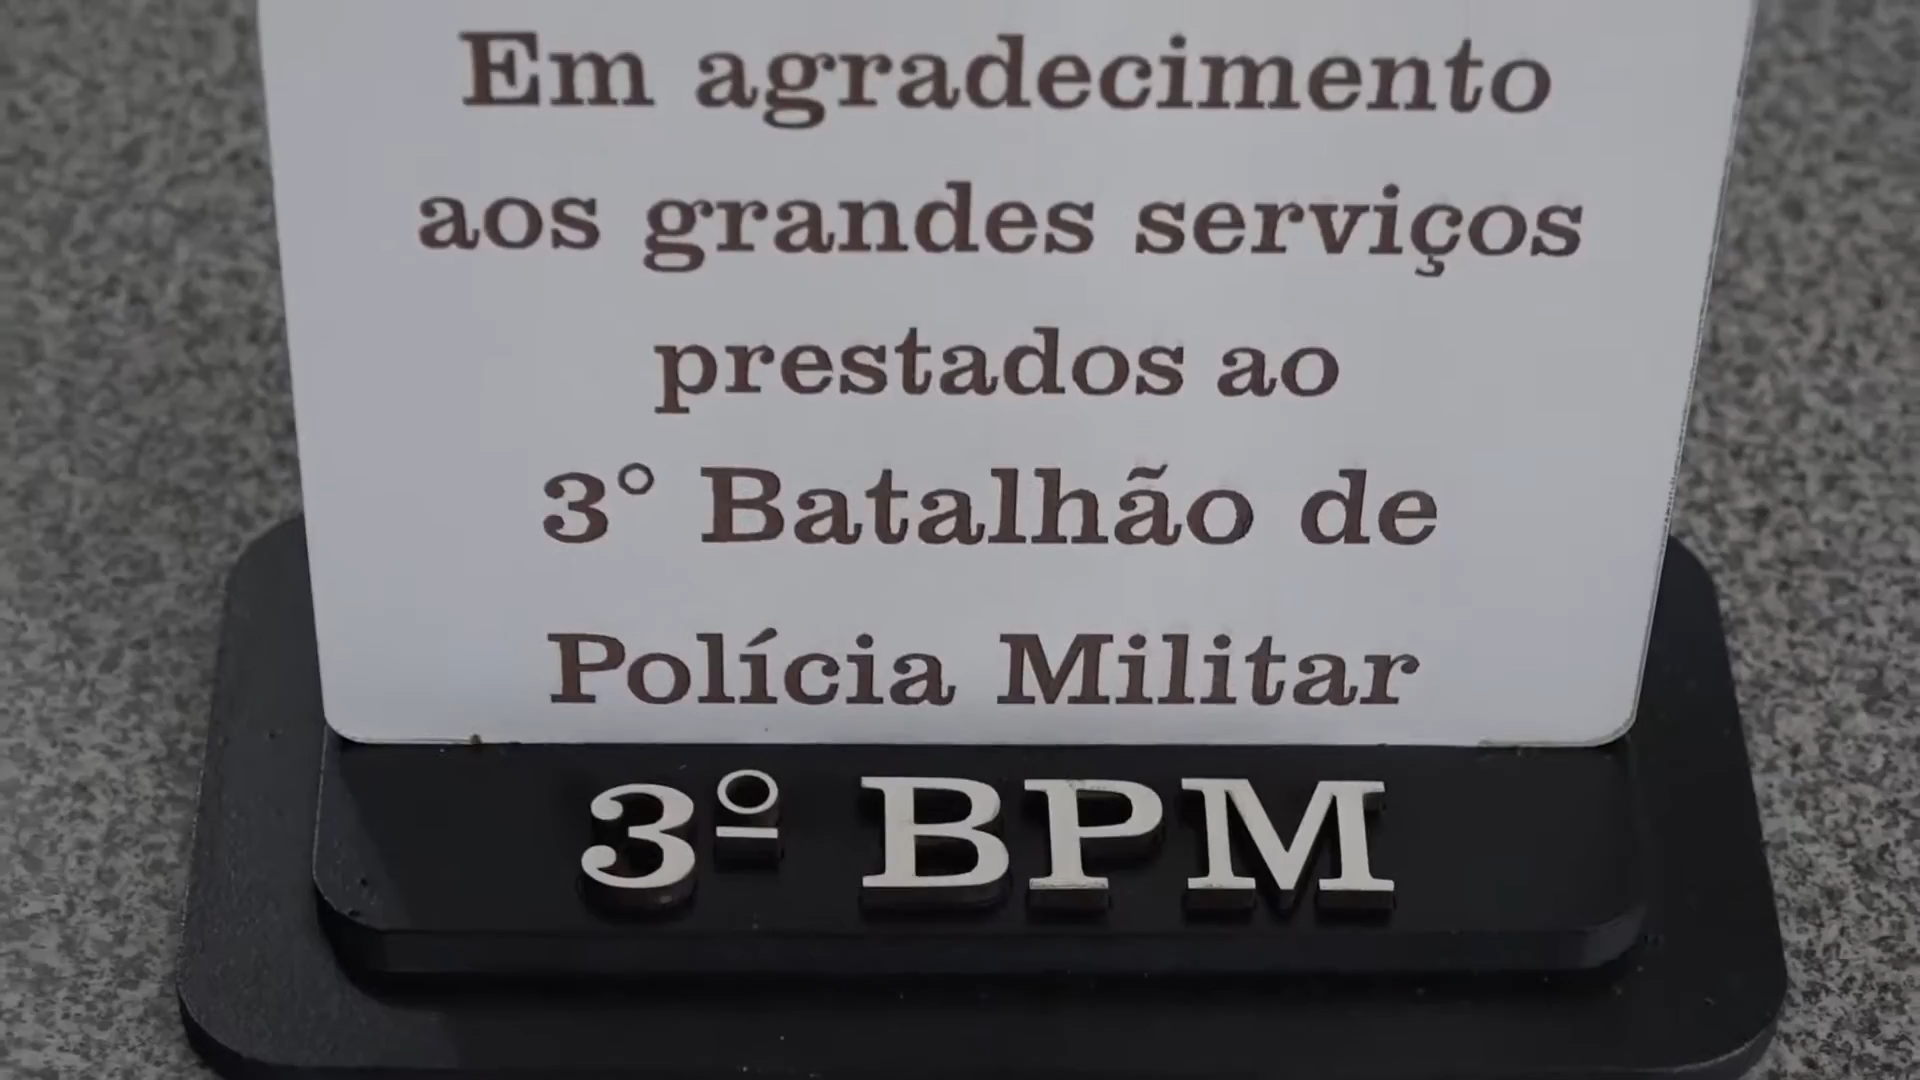 Em agradecimento
aos grandes serviços
prestados ao
3° Batalhão de
Polícia Militar
3º BPM